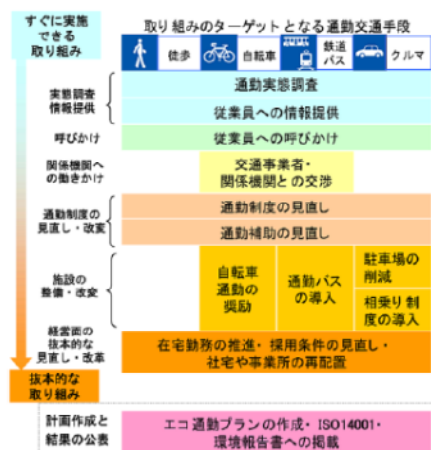 すぐに実施
できる
取り組み
取り組みのターゲットとなる通勤交通手段
徒歩
自転車
鉄道
バス
クルマ
実態調査
情報提供
通勤実態調査
従業員への情報提供
呼びかけ
従業員への呼びかけ
関係機関へ
の働きかけ
交通事業者・
関係機関との交渉
通勤制度の
見直し・改変
通勤制度の見直し
通勤補助の見直し
施設の
整備・改変
自転車
通勤の
奨励
通勤バス
の導入
駐車場の
削減
相乗り制
度の導入
経営面の
抜本的な
見直し・改革
在宅勤務の推進・採用条件の見直し・
社宅や事業所の再配置
抜本的な
取り組み
計画作成と
結果の公表
エコ通勤プランの作成・ISO14001・
環境報告書への掲載